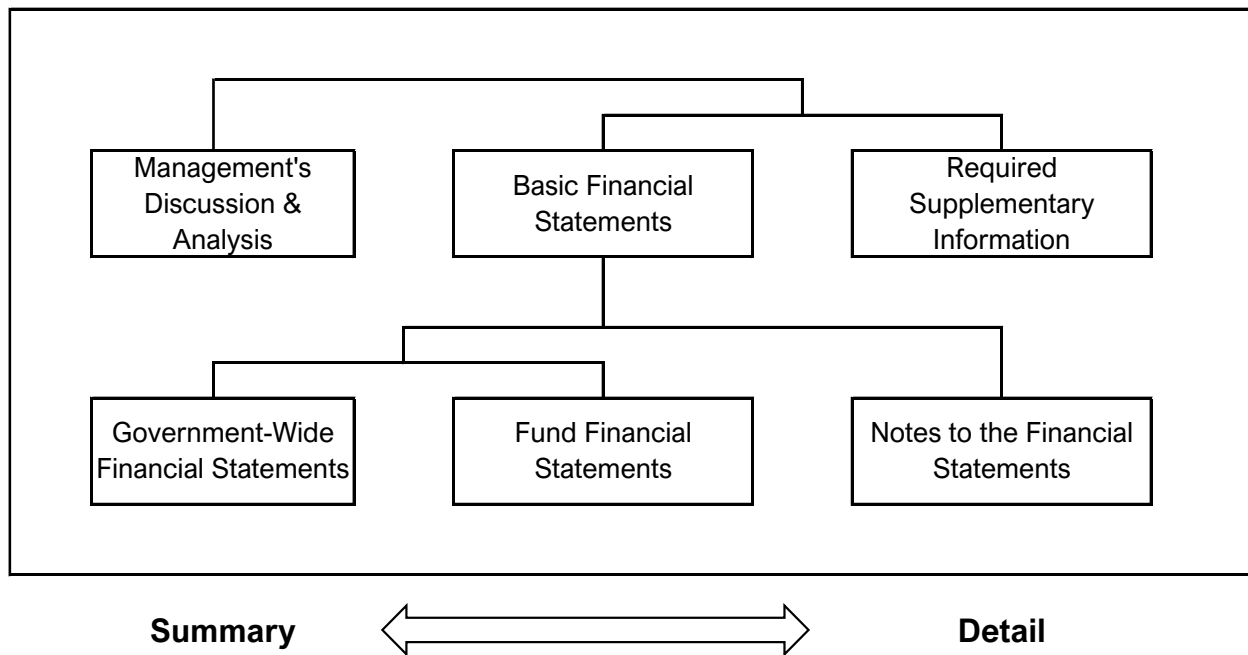 Management's
Discussion &
Analysis
Basic Financial
Statements
Required
Supplementary
Information
Government-Wide
Financial Statements
Fund Financial
Statements
Notes to the Financial
Statements
Summary
Detail